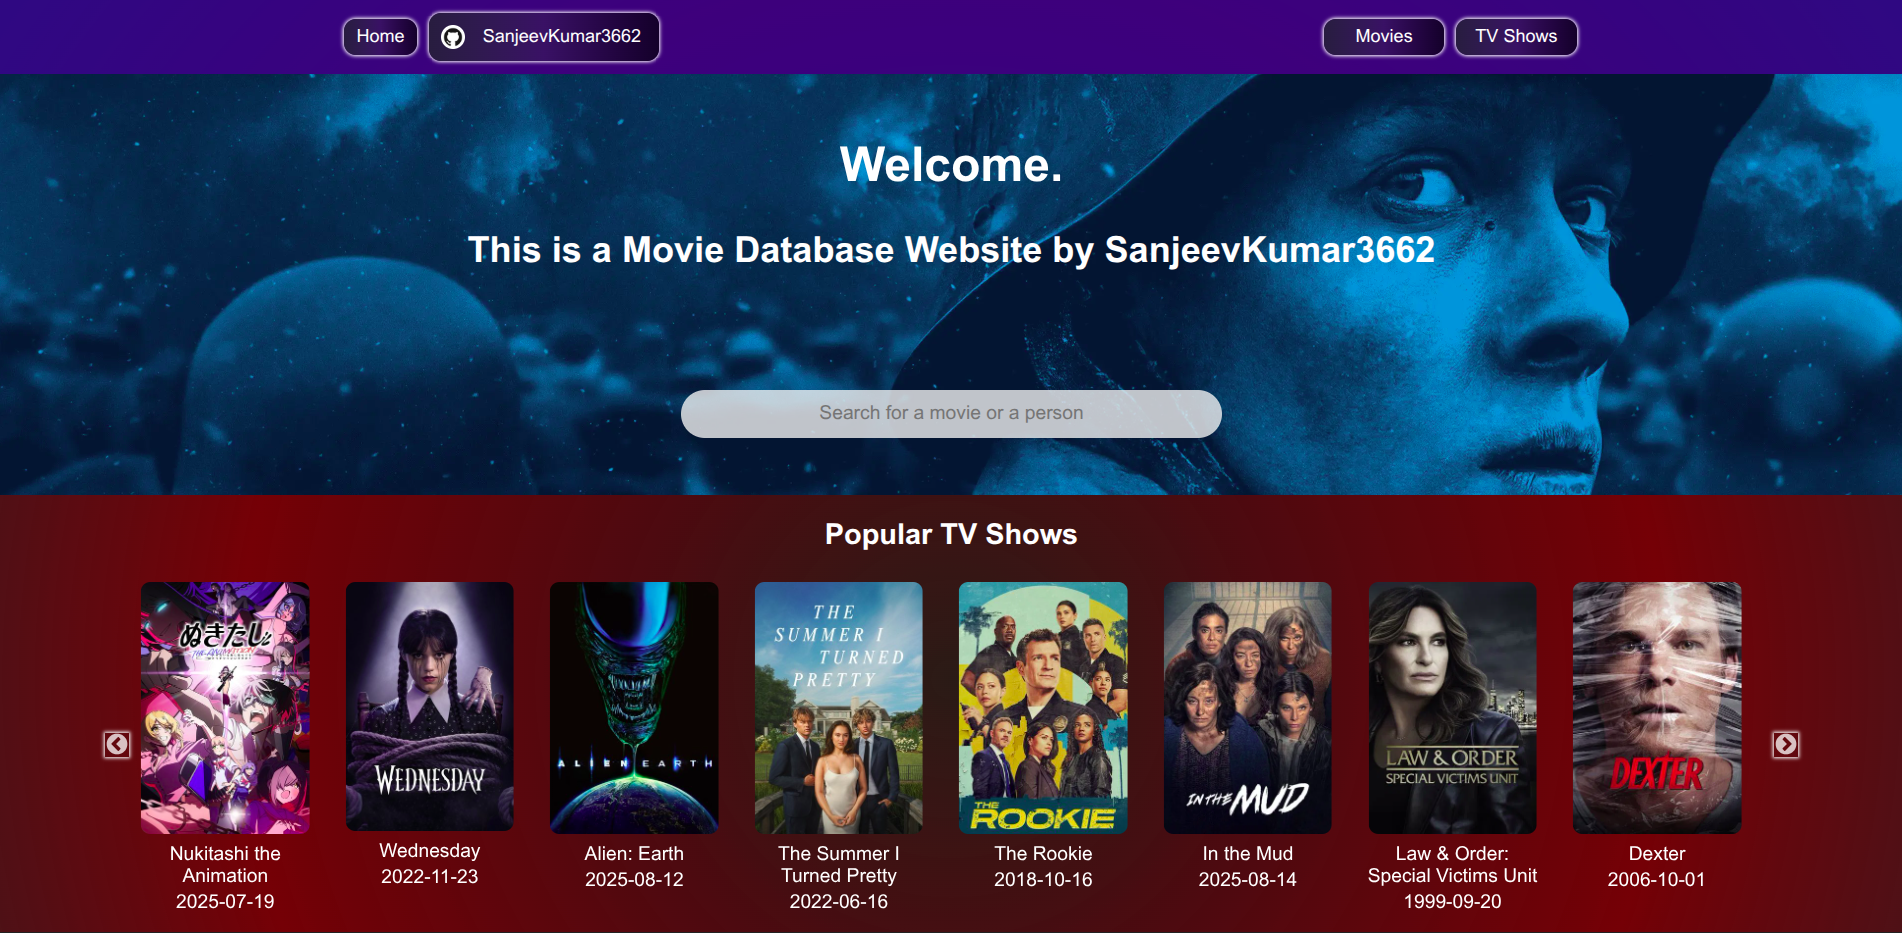 Home
SanjeevKumar3662
Movies
TV Shows
Welcome.
This is a Movie Database Website by SanjeevKumar3662
Search for a movie or a person
Popular TV Shows
ぬきたし
THE ANIMATION
WEDNESDAY
ALIEN EARTH
THE
SUMMER I
TURNED
PRETTY
THE
ROOKIE
IN THE MUD
LAW & ORDER
SPECIAL VICTIMS UNIT
DEXTER
Nukitashi the
Animation
2025-07-19
Wednesday
2022-11-23
Alien: Earth
2025-08-12
The Summer I
Turned Pretty
2022-06-16
The Rookie
2018-10-16
In the Mud
2025-08-14
Law & Order:
Special Victims Unit
1999-09-20
Dexter
2006-10-01